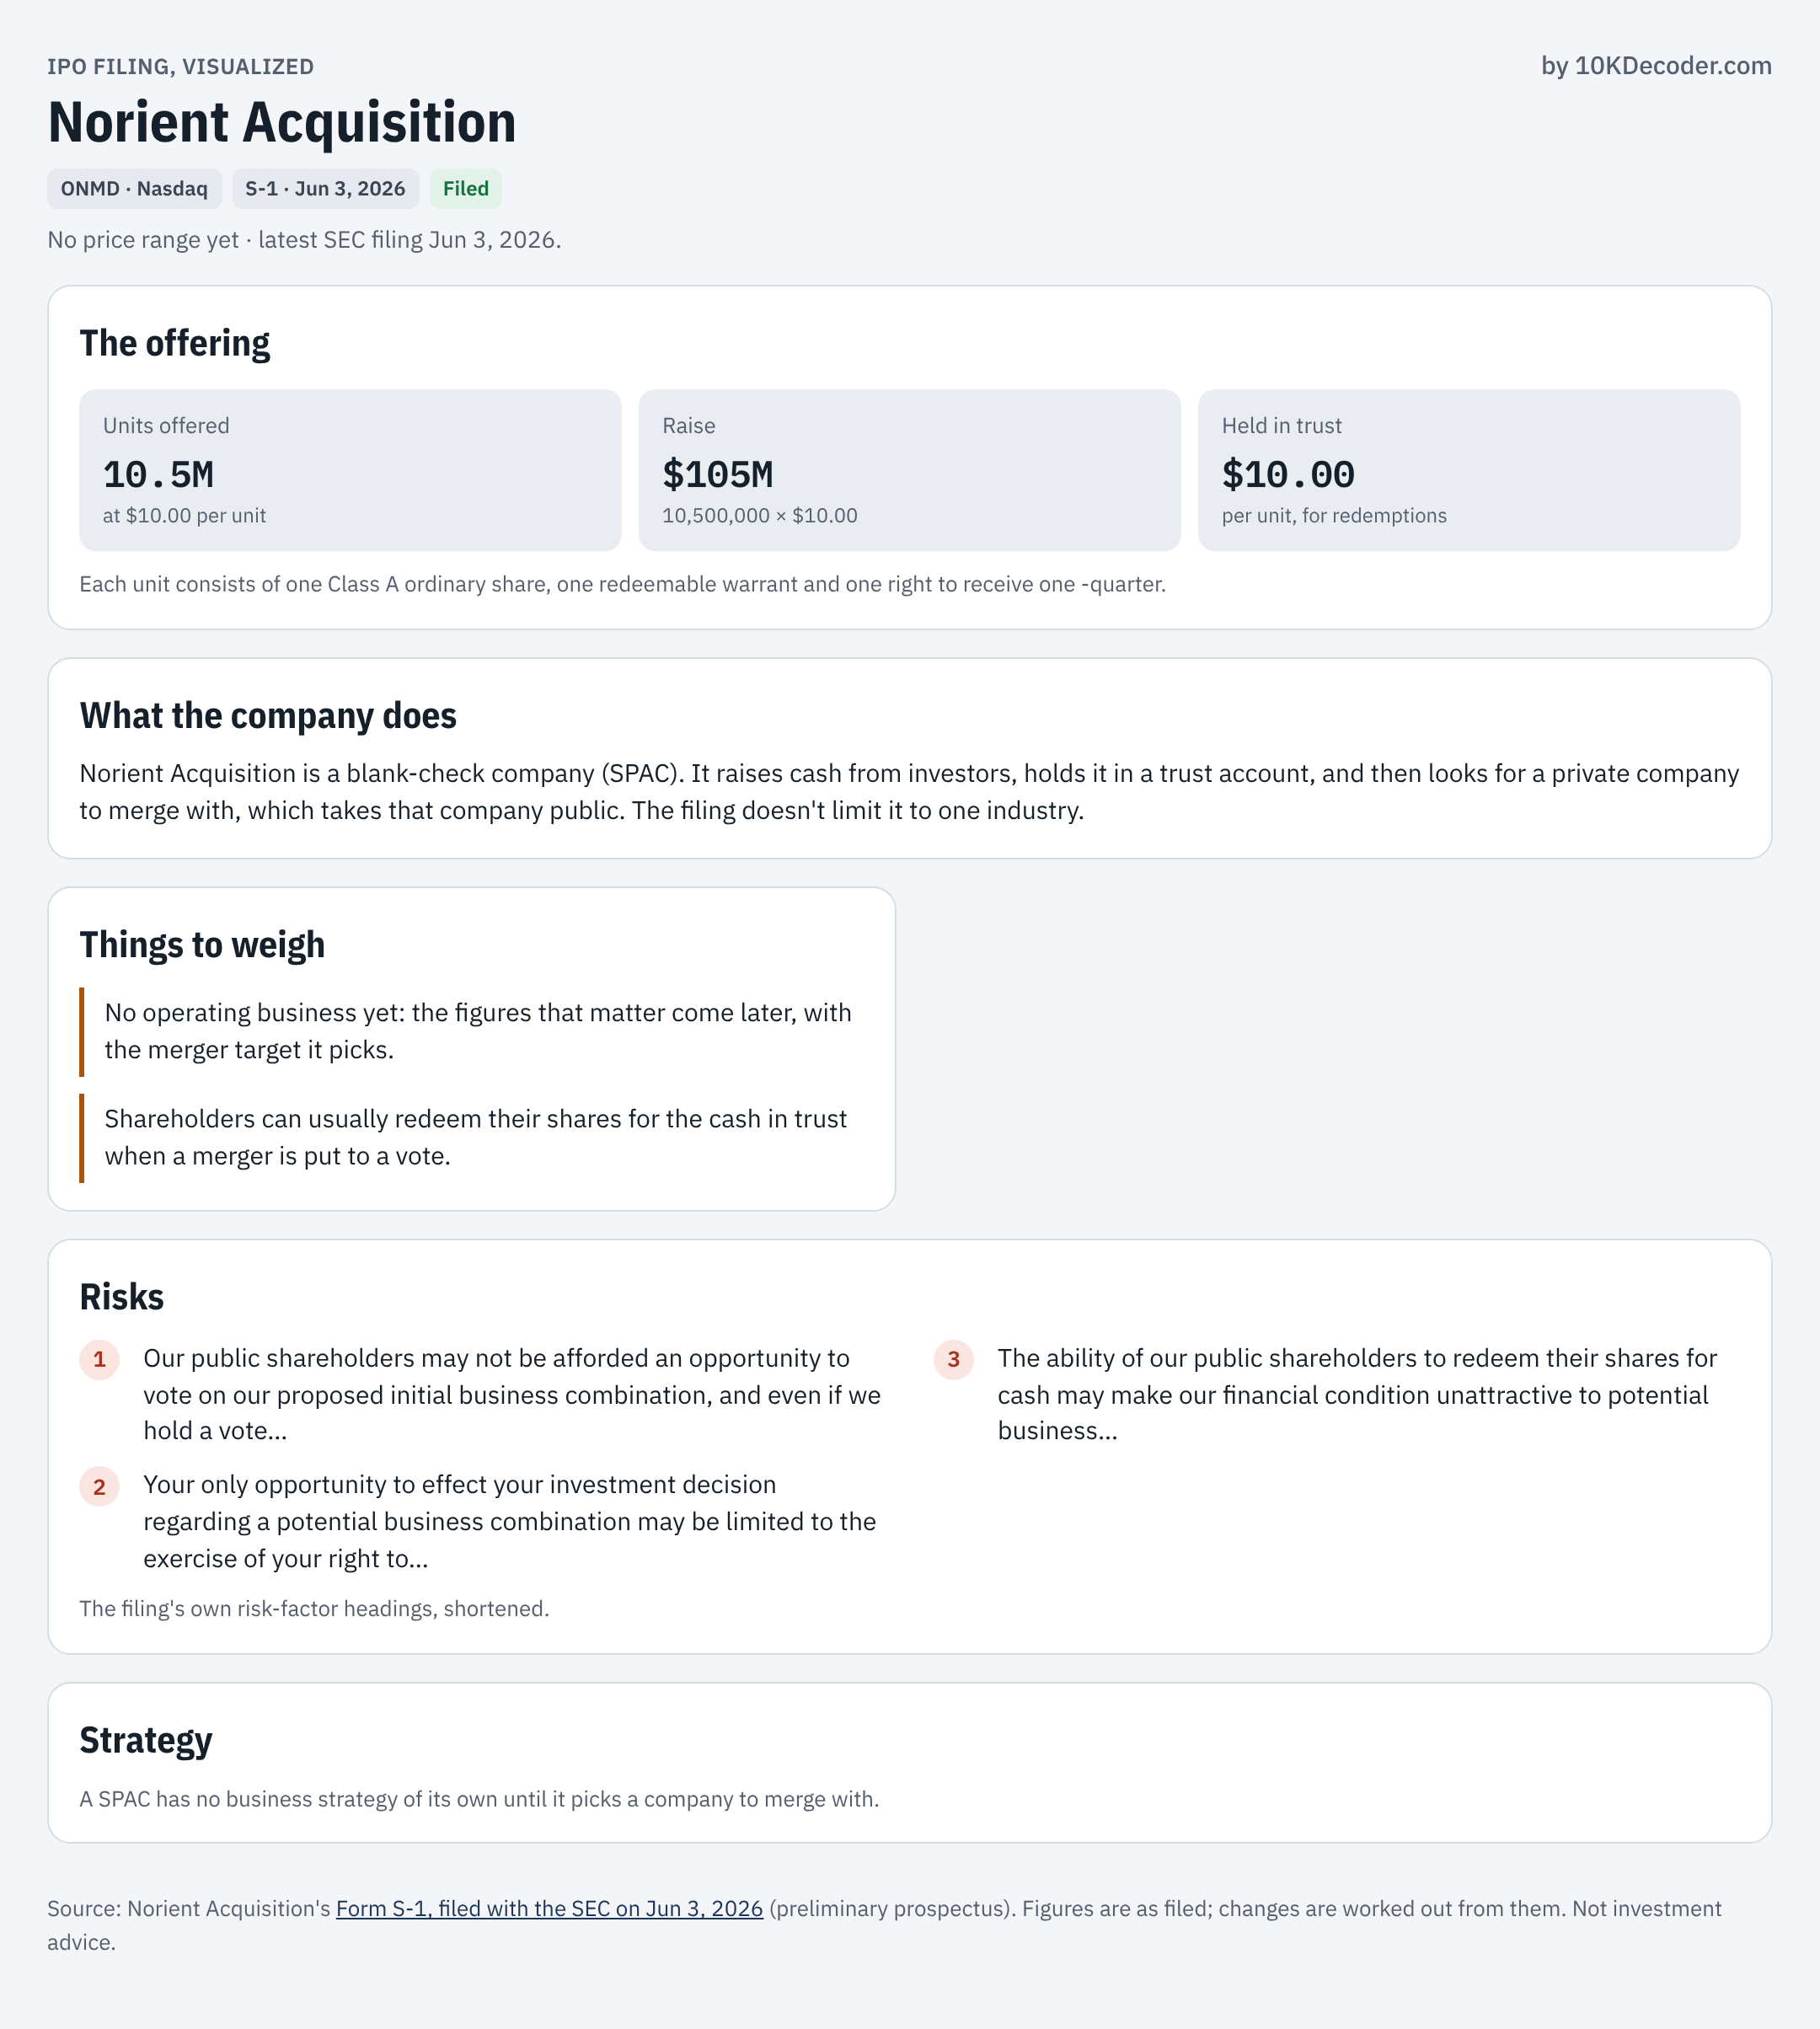 IPO FILING, VISUALIZED
by 10KDecoder.com
Norient Acquisition
ONMD · Nasdaq
S-1 · Jun 3, 2026
Filed
No price range yet · latest SEC filing Jun 3, 2026.
The offering
Units offered
10.5M
at $10.00 per unit
Raise
$105M
10,500,000 × $10.00
Held in trust
$10.00
per unit, for redemptions
Each unit consists of one Class A ordinary share, one redeemable warrant and one right to receive one -quarter.
What the company does
Norient Acquisition is a blank-check company (SPAC). It raises cash from investors, holds it in a trust account, and then looks for a private company
to merge with, which takes that company public. The filing doesn't limit it to one industry.
Things to weigh
No operating business yet: the figures that matter come later, with
the merger target it picks.
Shareholders can usually redeem their shares for the cash in trust
when a merger is put to a vote.
Risks
1
Our public shareholders may not be afforded an opportunity to
vote on our proposed initial business combination, and even if we
hold a vote...
2
Your only opportunity to effect your investment decision
regarding a potential business combination may be limited to the
exercise of your right to...
3
The ability of our public shareholders to redeem their shares for
cash may make our financial condition unattractive to potential
business...
The filing's own risk-factor headings, shortened.
Strategy
A SPAC has no business strategy of its own until it picks a company to merge with.
Source: Norient Acquisition's Form S-1, filed with the SEC on Jun 3, 2026 (preliminary prospectus). Figures are as filed; changes are worked out from them. Not investment
advice.